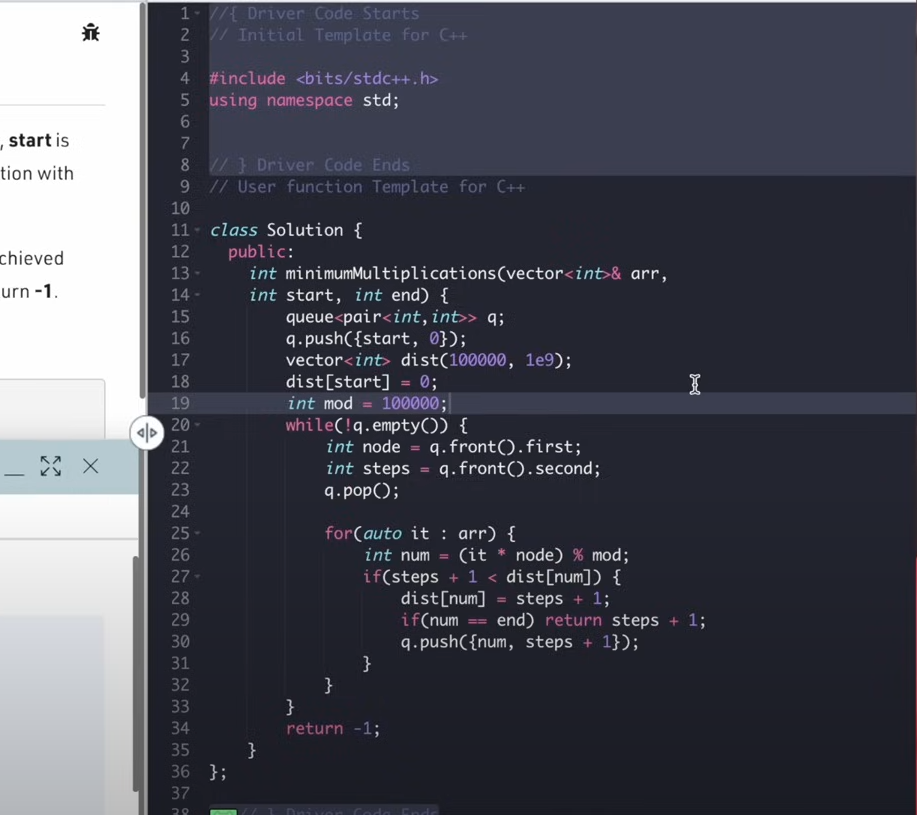 , start is
tion with
chieved
urn -1.
1 //{ Driver Code Starts
2 // Initial Template for C++
3
4 #include <bits/stdc++.h>
5 using namespace std;
6
7
8 // } Driver Code Ends
9 // User function Template for C++
10
11 class Solution {
12   public:
13     int minimumMultiplications(vector<int>& arr,
14     int start, int end) {
15         queue<pair<int,int>> q;
16         q.push({start, 0});
17         vector<int> dist(100000, 1e9);
18         dist[start] = 0;
19         int mod = 100000;
20         while(!q.empty()) {
21             int node = q.front().first;
22             int steps = q.front().second;
23             q.pop();
24
25             for(auto it : arr) {
26                 int num = (it * node) % mod;
27                 if(steps + 1 < dist[num]) {
28                     dist[num] = steps + 1;
29                     if(num == end) return steps + 1;
30                     q.push({num, steps + 1});
31                 }
32             }
33         }
34         return -1;
35     }
36 };
37
38 // } Driver Code Ends